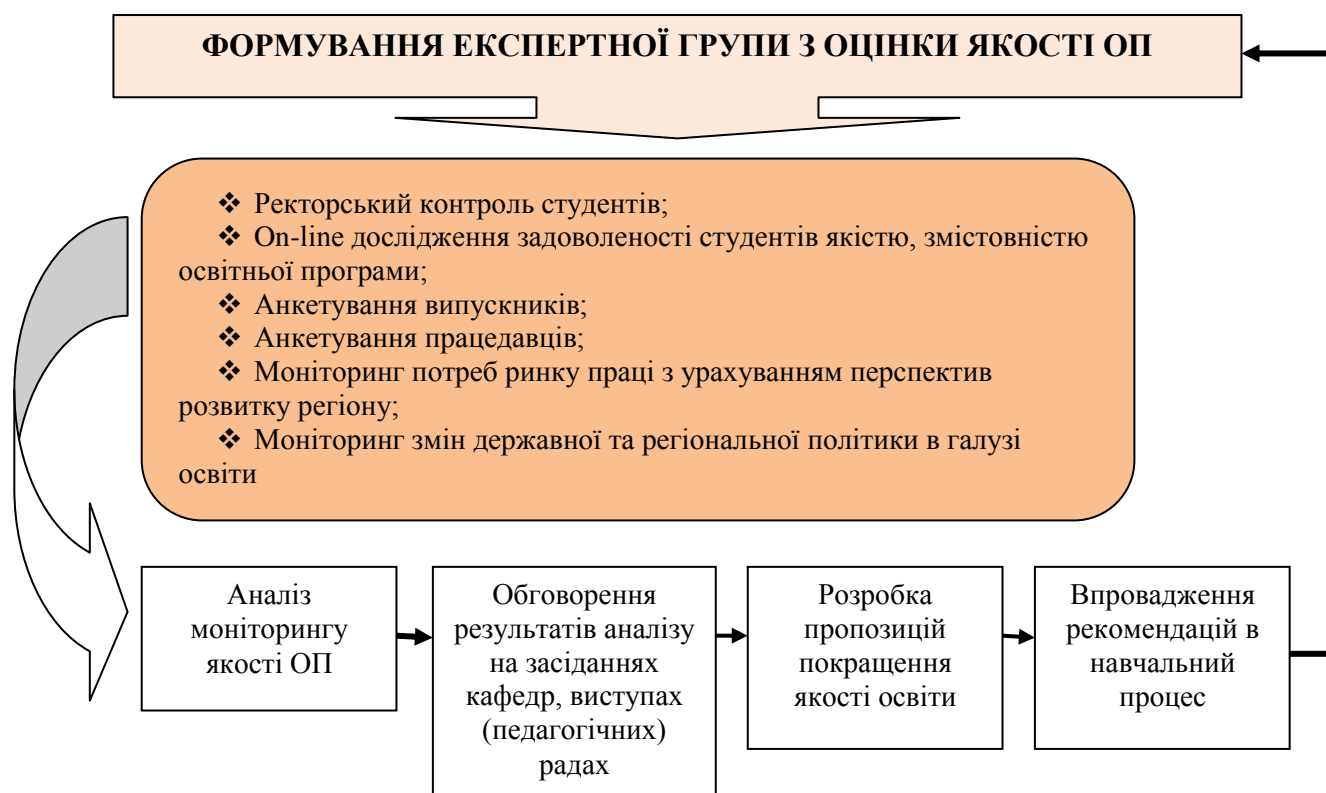 ФОРМУВАННЯ ЕКСПЕРТНОЇ ГРУПИ З ОЦІНКИ ЯКОСТІ ОП
❖ Ректорський контроль студентів;
❖ On-line дослідження задоволеності студентів якістю, змістовністю
освітньої програми;
❖ Анкетування випускників;
❖ Анкетування працедавців;
❖ Моніторинг потреб ринку праці з урахуванням перспектив
розвитку регіону;
❖ Моніторинг змін державної та регіональної політики в галузі
освіти
Аналіз
моніторингу
якості ОП
Обговорення
результатів аналізу
на засіданнях
кафедр, виступах
(педагогічних)
радах
Розробка
пропозицій
покращення
якості освіти
Впровадження
рекомендацій в
навчальний
процес